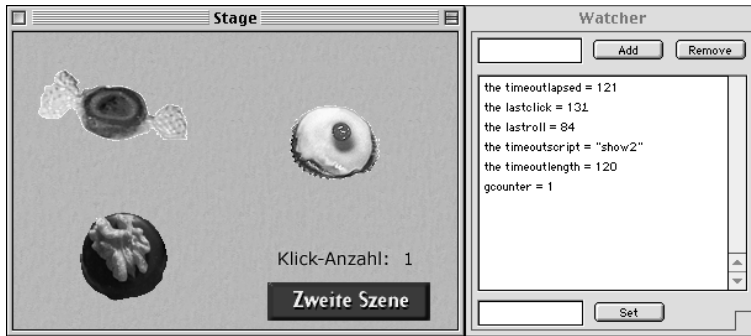 Stage
Klick-Anzahl: 1
Zweite Szene
Watcher
Add
Remove
the timeoutlapsed = 121
the lastclick = 131
the lastroll = 84
the timeoutscript = "show2"
the timeoutlength = 120
gcounter = 1
Set